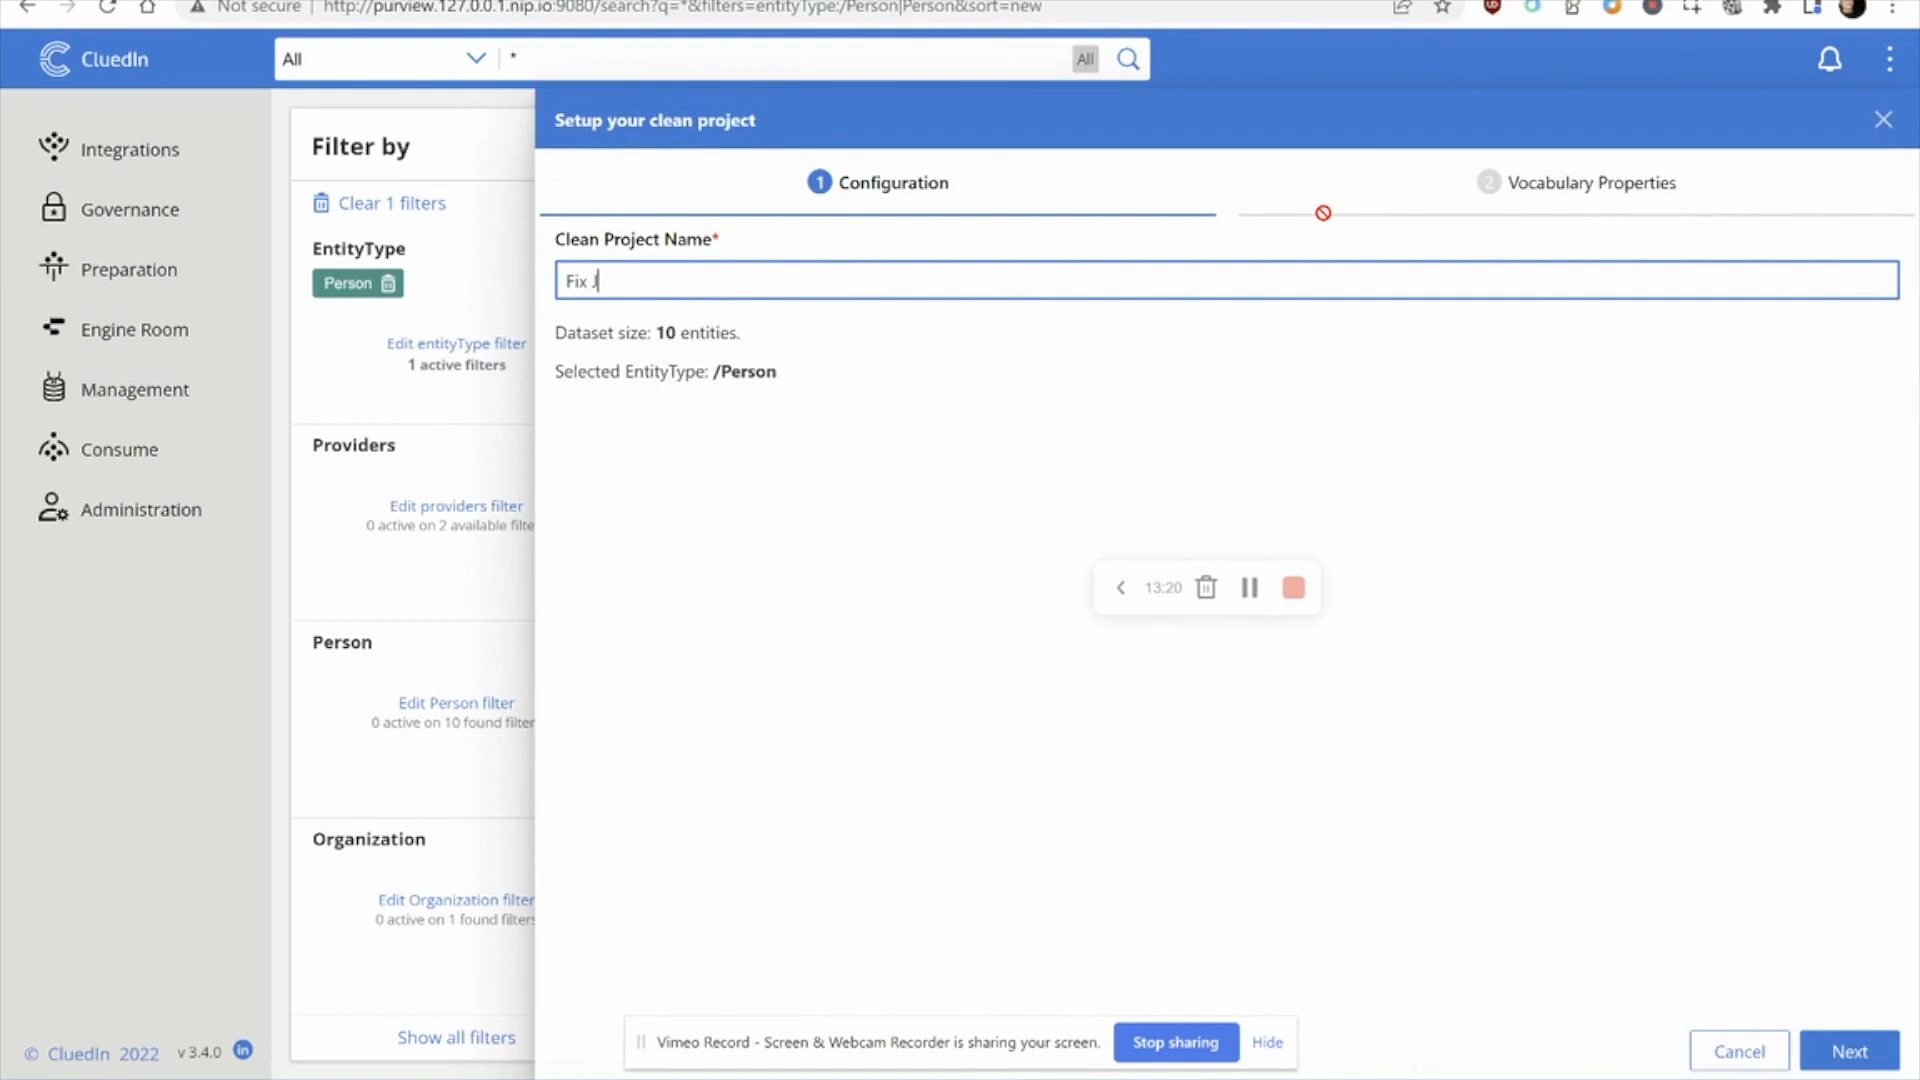 Not secure | http://purview.127.0.0.1.nip.io:9080/search?q=*&filters=entityType:/Person|Person&sort=new
CluedIn
All
*
All
Integrations
Governance
Preparation
Engine Room
Management
Consume
Administration
© CluedIn 2022 v 3.4.0 in
Filter by
Clear 1 filters
EntityType
Person
Edit entityType filter
1 active filters
Providers
Edit providers filter
0 active on 2 available filte
Person
Edit Person filter
0 active on 10 found filter
Organization
Edit Organization filter
0 active on 1 found filters
Show all filters
Setup your clean project
1 Configuration
2 Vocabulary Properties
Clean Project Name*
Fix J
Dataset size: 10 entities.
Selected EntityType: /Person
13:20
Vimeo Record - Screen & Webcam Recorder is sharing your screen.
Stop sharing
Hide
Cancel
Next